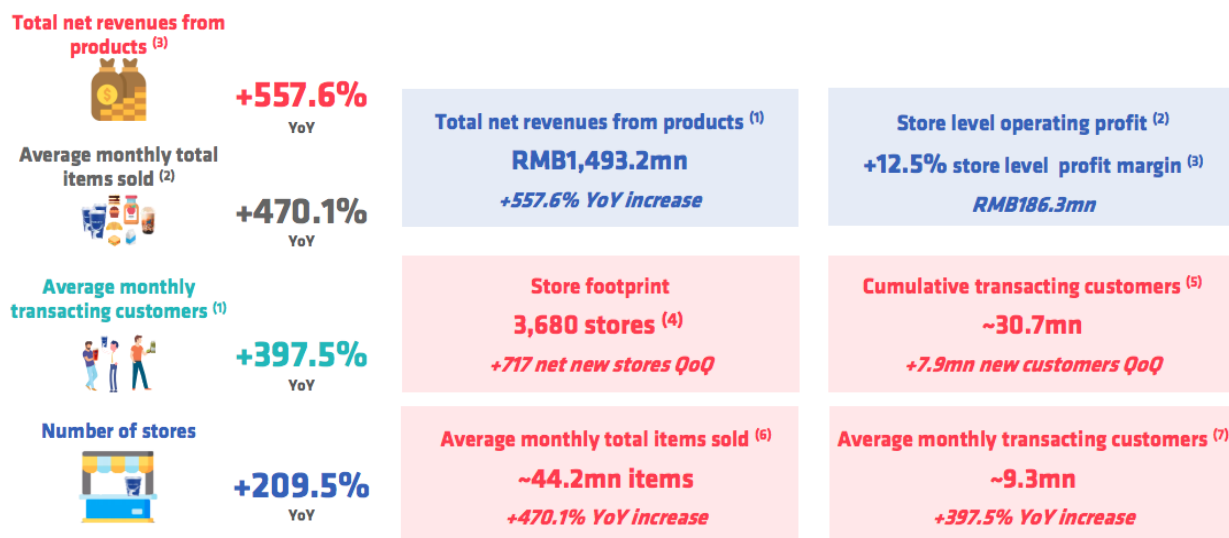 Total net revenues from
products (3)
+557.6%
YoY
Average monthly total
items sold (2)
+470.1%
YoY
Average monthly
transacting customers (1)
+397.5%
YoY
Number of stores
+209.5%
YoY
Total net revenues from products (1)
RMB1,493.2mn
+557.6% YoY increase
Store level operating profit (2)
+12.5% store level profit margin (3)
RMB186.3mn
Store footprint
3,680 stores (4)
+717 net new stores QoQ
Cumulative transacting customers (5)
~30.7mn
+7.9mn new customers QoQ
Average monthly total items sold (6)
~44.2mn items
+470.1% YoY increase
Average monthly transacting customers (7)
~9.3mn
+397.5% YoY increase